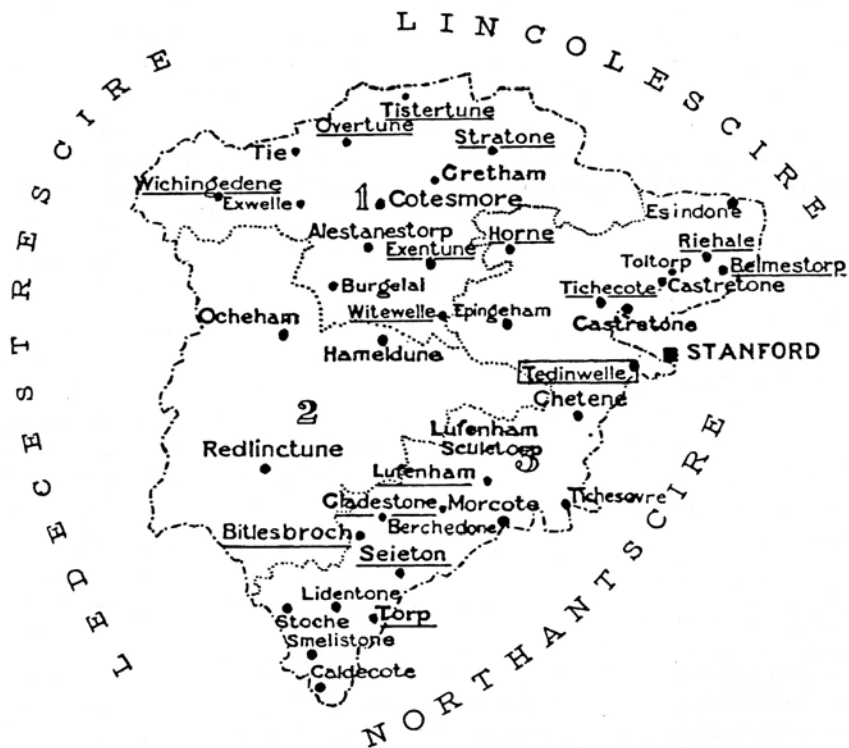 LINCOLESCIRE
LEDECESTRESCIRE
Tistertune
Overtune
Stratone
Tie
Gretham
Wichingedene
Exwelle
1
Cotesmore
Esindone
Alestanestorp
Exentune
Horne
Riehale
Toltorp
Belmestorp
Burgelai
Tichecote
Castretone
Witewelle
Epingeham
Castretone
Ocheham
Hameldune
STANFORD
Tedinwelle
Chetene
2
Lufenham
Sculetorp
3
Redlinctune
Lufenham
Gladestone
Morcote
Tichesovre
Berchedone
Bitlesbroch
Seieton
Lidentone
Stoche
Torp
Smelistone
Caldecote
NORTHANTSCIRE